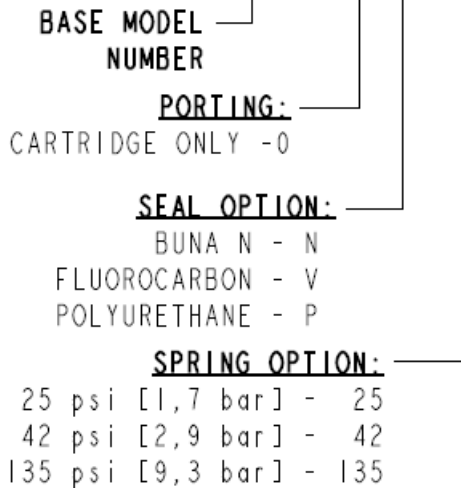 BASE MODEL
NUMBER
PORTING:
CARTRIDGE ONLY -0
SEAL OPTION:
BUNA N - N
FLUOROCARBON - V
POLYURETHANE - P
SPRING OPTION:
25 psi [1,7 bar] - 25
42 psi [2,9 bar] - 42
135 psi [9,3 bar] - 135